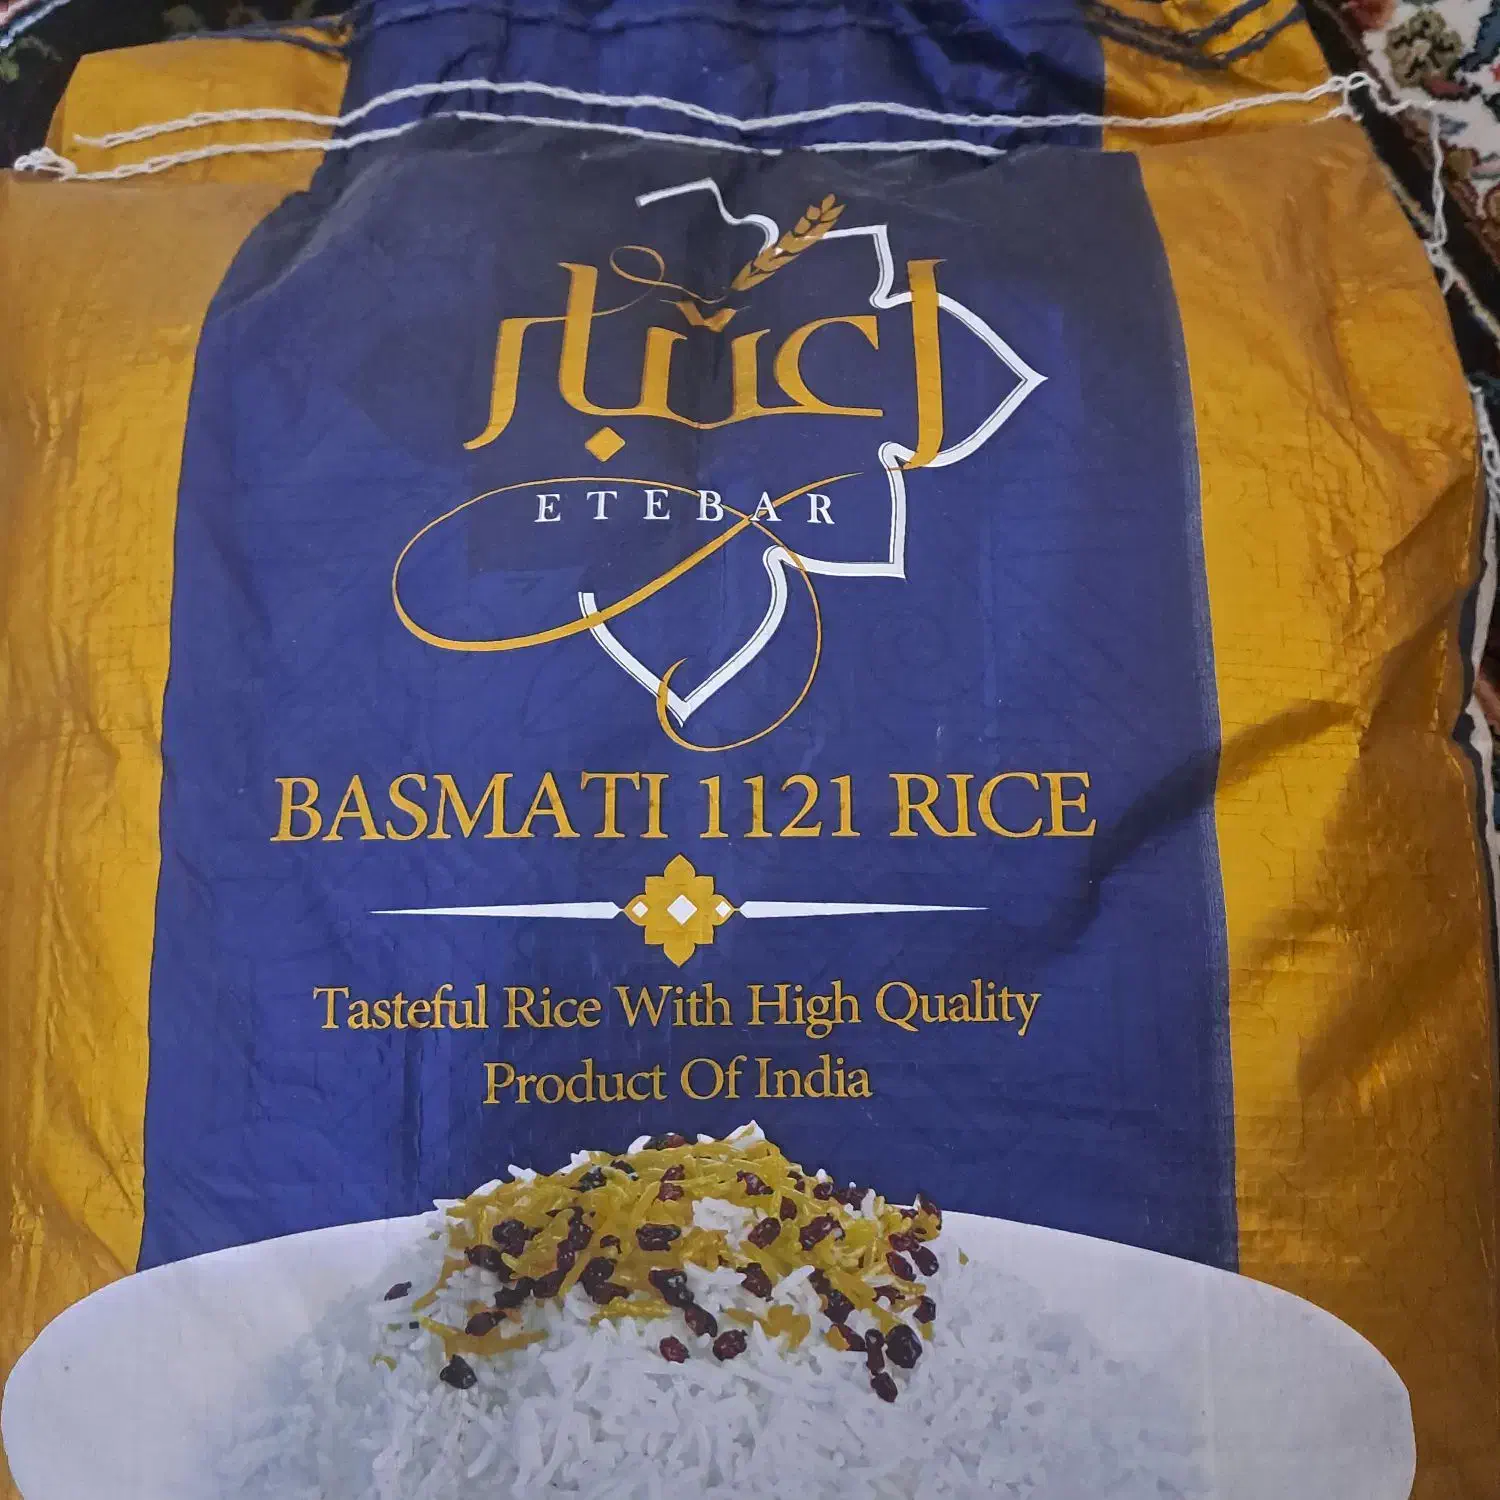 اعتبار
ETEBAR
BASMATI 1121 RICE
Tasteful Rice With High Quality
Product Of India